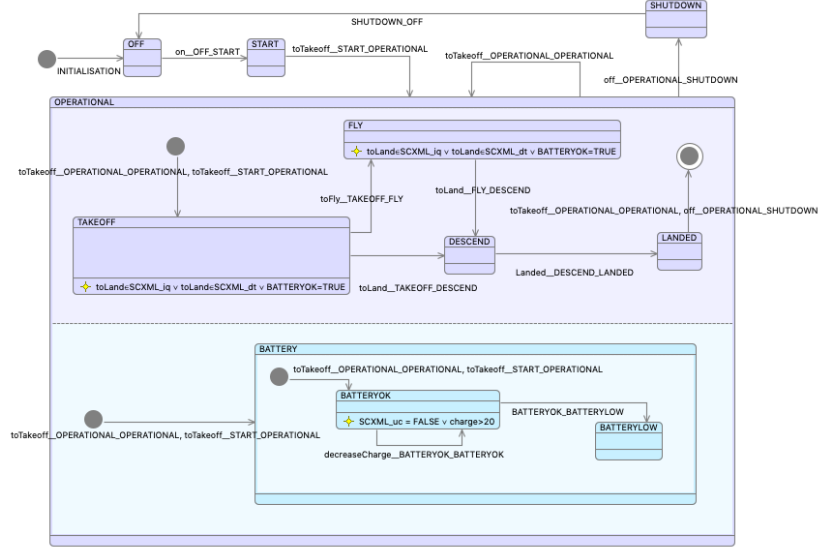 SHUTDOWN
SHUTDOWN_OFF
OFF
START
on__OFF_START
toTakeoff__START_OPERATIONAL
toTakeoff__OPERATIONAL_OPERATIONAL
INITIALISATION
off__OPERATIONAL_SHUTDOWN
OPERATIONAL
FLY
toLand∈SCXML_iq ∨ toLand∈SCXML_dt ∨ BATTERYOK=TRUE
toTakeoff__OPERATIONAL_OPERATIONAL, toTakeoff__START_OPERATIONAL
toLand__FLY_DESCEND
toFly__TAKEOFF_FLY
toTakeoff__OPERATIONAL_OPERATIONAL, off__OPERATIONAL_SHUTDOWN
TAKEOFF
DESCEND
LANDED
Landed__DESCEND_LANDED
toLand∈SCXML_iq ∨ toLand∈SCXML_dt ∨ BATTERYOK=TRUE
toLand__TAKEOFF_DESCEND
BATTERY
toTakeoff__OPERATIONAL_OPERATIONAL, toTakeoff__START_OPERATIONAL
BATTERYOK
BATTERYOK_BATTERYLOW
SCXML_uc = FALSE ∨ charge>20
BATTERYLOW
toTakeoff__OPERATIONAL_OPERATIONAL, toTakeoff__START_OPERATIONAL
decreaseCharge__BATTERYOK_BATTERYOK